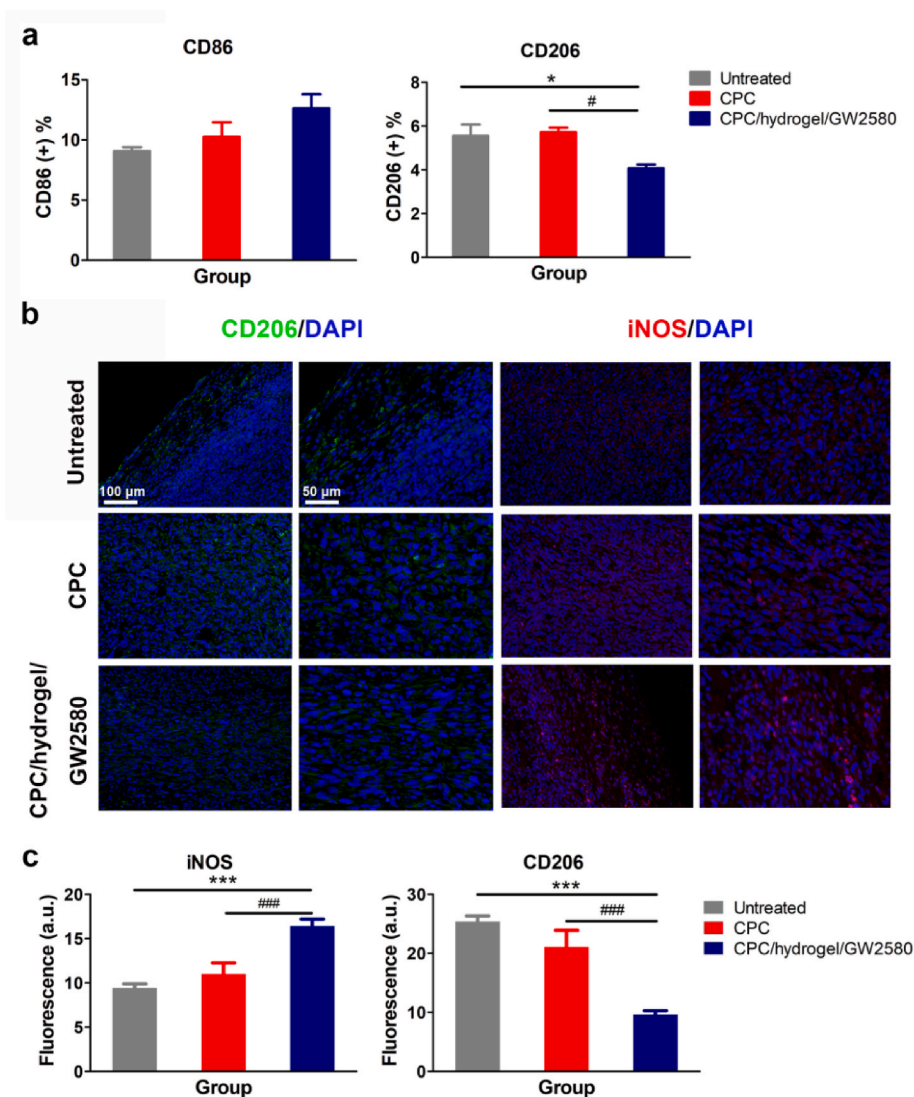 a
CD86
CD206
CD86 (+) %
15
10
5
0
Group
CD206 (+) %
8
6
4
2
0
*
#
Group
Untreated
CPC
CPC/hydrogel/GW2580
b
CD206/DAPI
iNOS/DAPI
Untreated
100 µm
50 µm
CPC
CPC/hydrogel/
GW2580
c
iNOS
CD206
Fluorescence (a.u.)
20
15
10
5
0
***
###
Group
Fluorescence (a.u.)
30
20
10
0
***
###
Group
Untreated
CPC
CPC/hydrogel/GW2580